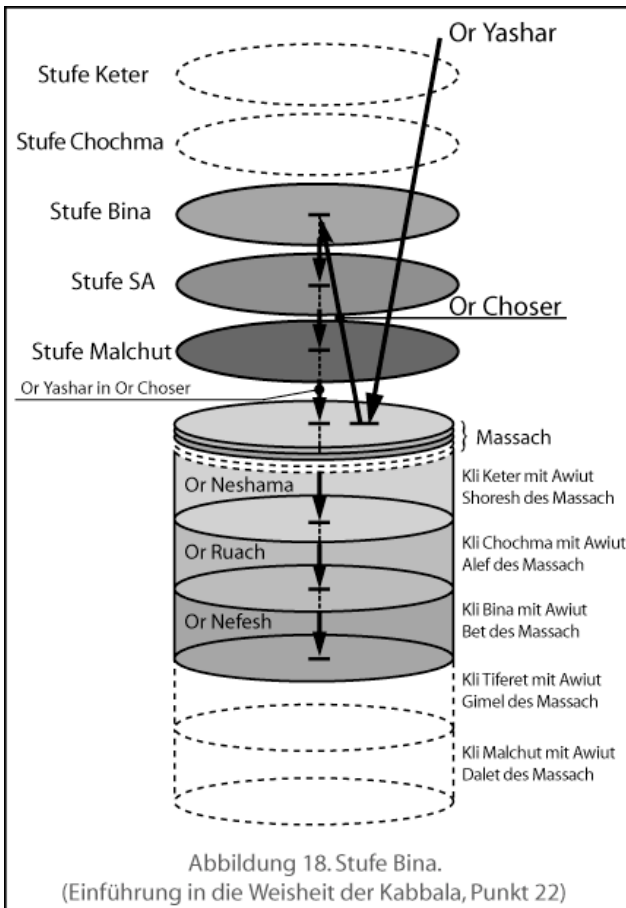 Or Yashar
Stufe Keter
Stufe Chochma
Stufe Bina
Stufe SA
Or Choser
Stufe Malchut
Or Yashar in Or Choser
} Massach
Or Neshama
Kli Keter mit Awiut
Shoresh des Massach
Or Ruach
Kli Chochma mit Awiut
Alef des Massach
Or Nefesh
Kli Bina mit Awiut
Bet des Massach
Kli Tiferet mit Awiut
Gimel des Massach
Kli Malchut mit Awiut
Dalet des Massach
Abbildung 18. Stufe Bina.
(Einführung in die Weisheit der Kabbala, Punkt 22)